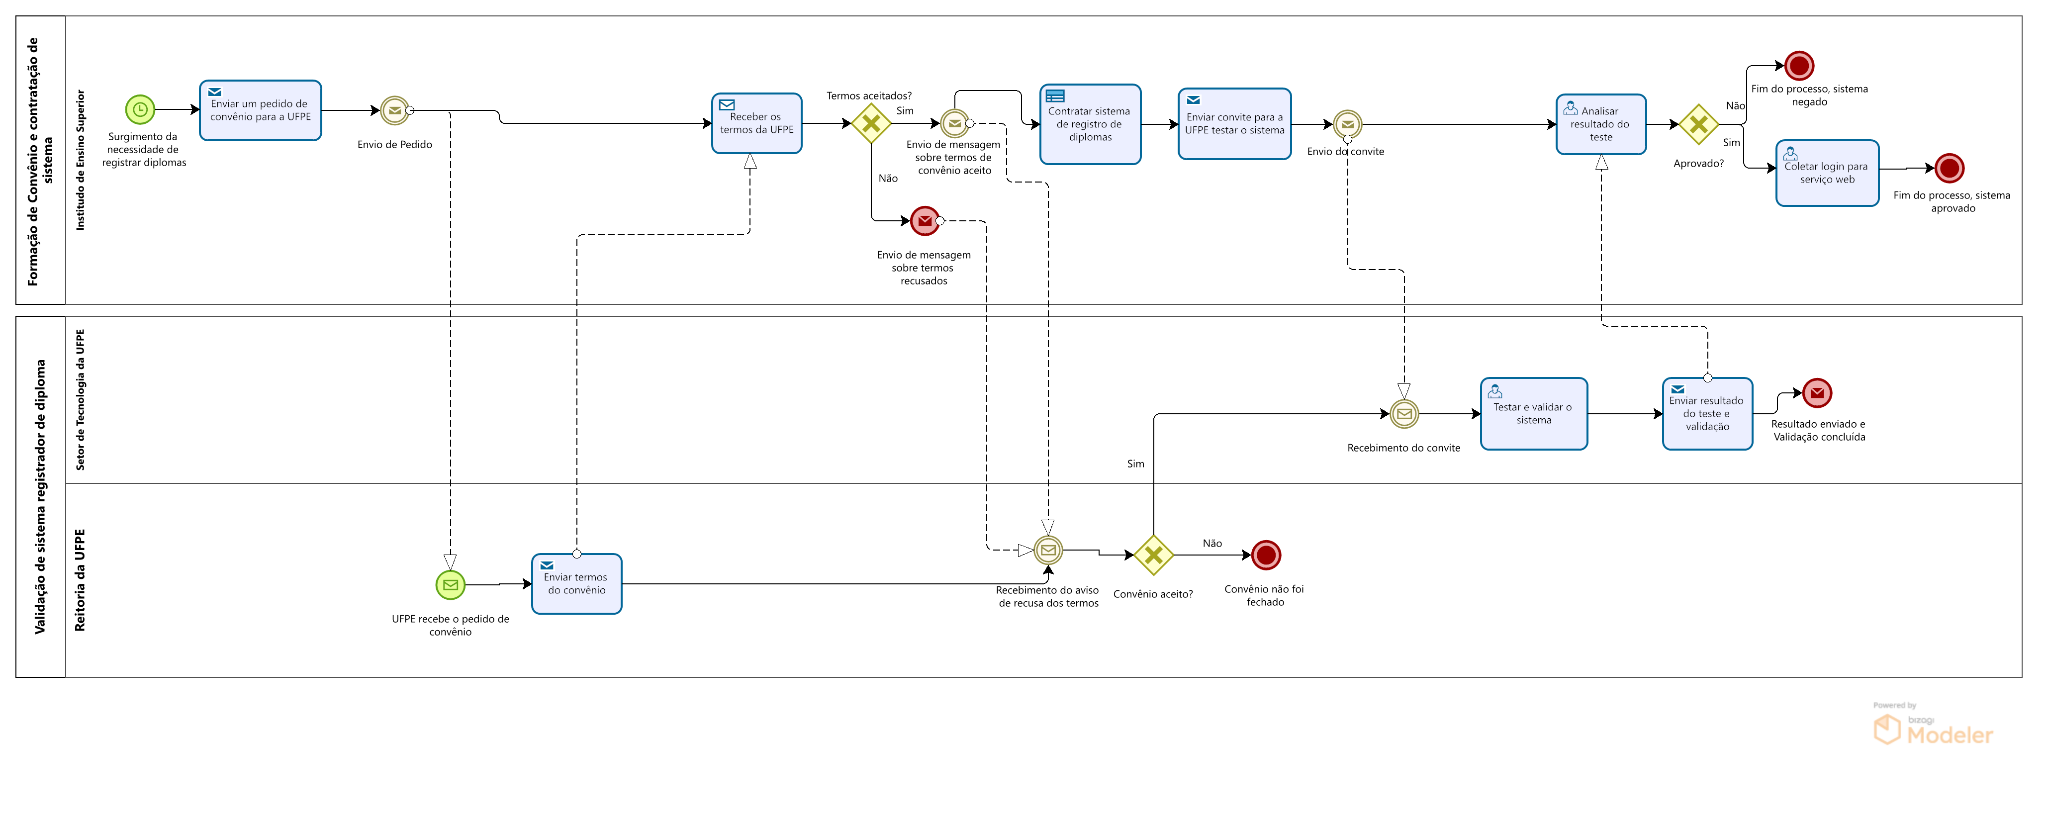 Formação de Convênio e contratação de
sistema
Institudo de Ensino Superior
Surgimento da
necessidade de
registrar diplomas
Enviar um pedido de
convênio para a UFPE
Envio de Pedido
Receber os
termos da UFPE
Termos aceitados?
Sim
Não
Envio de mensagem
sobre termos de
convênio aceito
Envio de mensagem
sobre termos
recusados
Contratar sistema
de registro de
diplomas
Enviar convite para a
UFPE testar o sistema
Envio do convite
Analisar
resultado do
teste
Aprovado?
Não
Sim
Fim do processo, sistema
negado
Coletar login para
serviço web
Fim do processo, sistema
aprovado
Validação de sistema registrador de diploma
Setor de Tecnologia da UFPE
Sim
Recebimento do convite
Testar e validar o
sistema
Enviar resultado
do teste e
validação
Resultado enviado e
Validação concluída
Reitoria da UFPE
UFPE recebe o pedido de
convênio
Enviar termos
do convênio
Recebimento do aviso
de recusa dos termos
Convênio aceito?
Não
Convênio não foi
fechado
Powered by
bizagi
Modeler